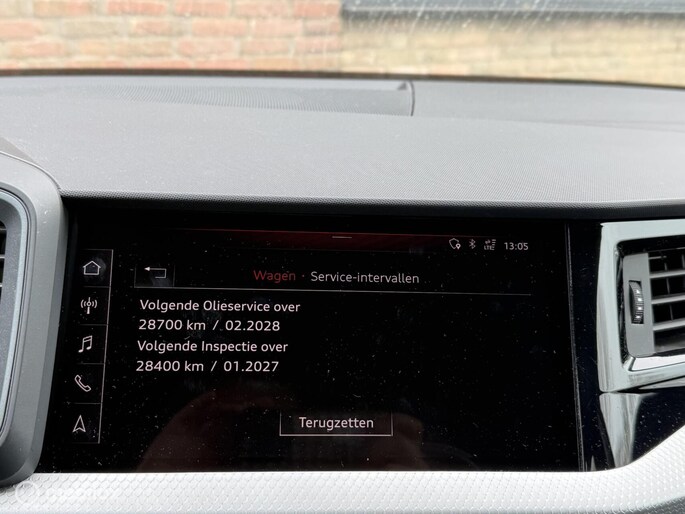 LTE 13:05
Wagen · Service-intervallen
Volgende Olieservice over
28700 km / 02.2028
Volgende Inspectie over
28400 km / 01.2027
Terugzetten